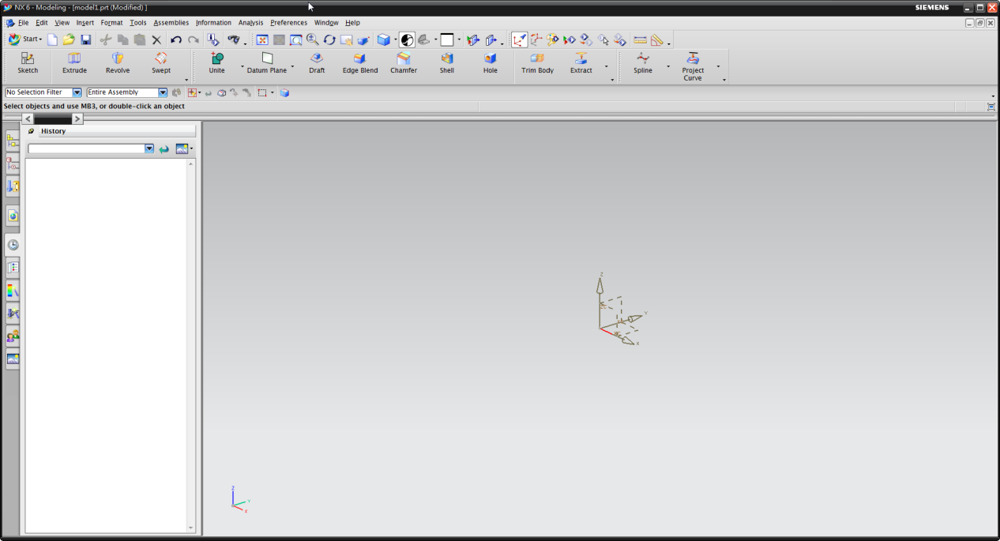 NX 6 - Modeling - [model1.prt (Modified) ]
SIEMENS
File Edit View Insert Format Tools Assemblies Information Analysis Preferences Window Help
Start
Sketch Extrude Revolve Swept Unite Datum Plane Draft Edge Blend Chamfer Shell Hole Trim Body Extract Spline Project
Curve
No Selection Filter Entire Assembly
Select objects and use MB3, or double-click an object
History
Z
Y
X
Z
Y
X